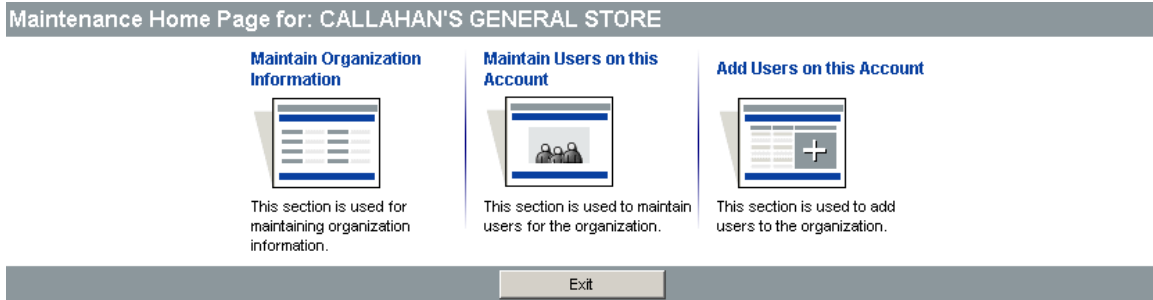 Maintenance Home Page for: CALLAHAN'S GENERAL STORE
Maintain Organization
Information
This section is used for
maintaining organization
information.
Maintain Users on this
Account
This section is used to maintain
users for the organization.
Add Users on this Account
This section is used to add
users to the organization.
Exit